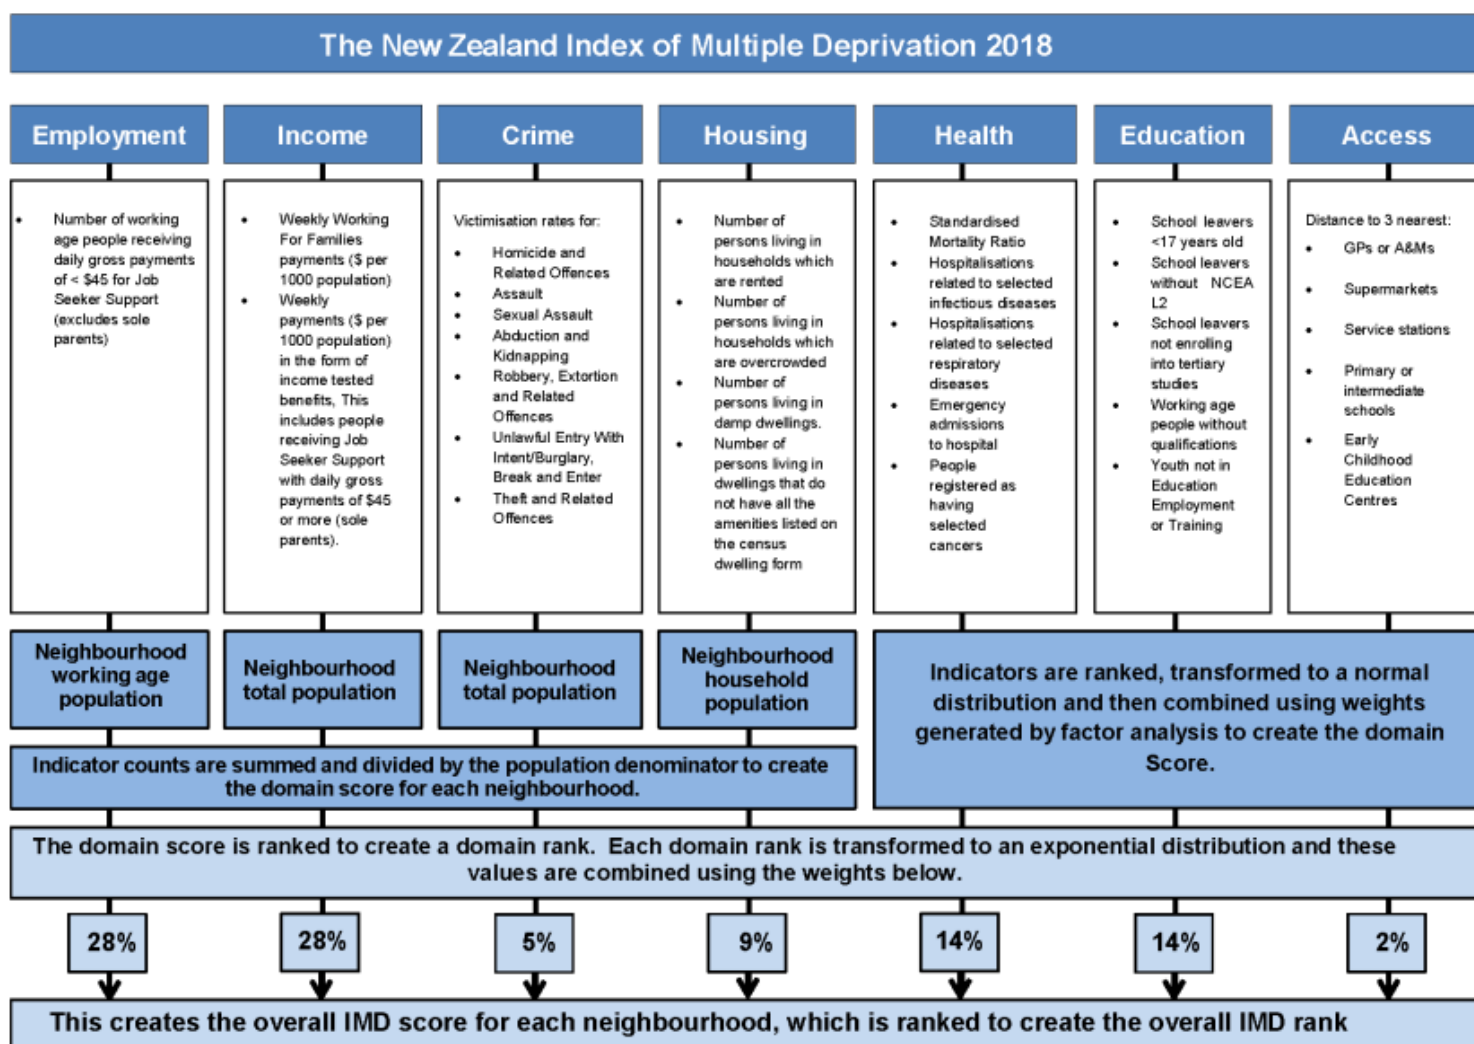 The New Zealand Index of Multiple Deprivation 2018
Employment
Income
Crime
Housing
Health
Education
Access
• Number of working
age people receiving
daily gross payments
of < $45 for Job
Seeker Support
(excludes sole
parents)
• Weekly Working
For Families
payments ($ per
1000 population)
• Weekly
payments ($ per
1000 population)
in the form of
income tested
benefits, This
includes people
receiving Job
Seeker Support
with daily gross
payments of $45
or more (sole
parents).
Victimisation rates for:
• Homicide and
Related Offences
• Assault
• Sexual Assault
• Abduction and
Kidnapping
• Robbery, Extortion
and Related
Offences
• Unlawful Entry With
Intent/Burglary,
Break and Enter
• Theft and Related
Offences
• Number of
persons living in
households which
are rented
• Number of
persons living in
households which
are overcrowded
• Number of
persons living in
damp dwellings.
• Number of
persons living in
dwellings that do
not have all the
amenities listed on
the census
dwelling form
• Standardised
Mortality Ratio
• Hospitalisations
related to selected
infectious diseases
• Hospitalisations
related to selected
respiratory
diseases
• Emergency
admissions
to hospital
• People
registered as
having
selected
cancers
• School leavers
<17 years old
• School leavers
without NCEA
L2
• School leavers
not enrolling
into tertiary
studies
• Working age
people without
qualifications
• Youth not in
Education
Employment
or Training
Distance to 3 nearest:
• GPs or A&Ms
• Supermarkets
• Service stations
• Primary or
intermediate
schools
• Early
Childhood
Education
Centres
Neighbourhood
working age
population
Neighbourhood
total population
Neighbourhood
total population
Neighbourhood
household
population
Indicators are ranked, transformed to a normal
distribution and then combined using weights
generated by factor analysis to create the domain
Score.
Indicator counts are summed and divided by the population denominator to create
the domain score for each neighbourhood.
The domain score is ranked to create a domain rank. Each domain rank is transformed to an exponential distribution and these
values are combined using the weights below.
28%
28%
5%
9%
14%
14%
2%
This creates the overall IMD score for each neighbourhood, which is ranked to create the overall IMD rank